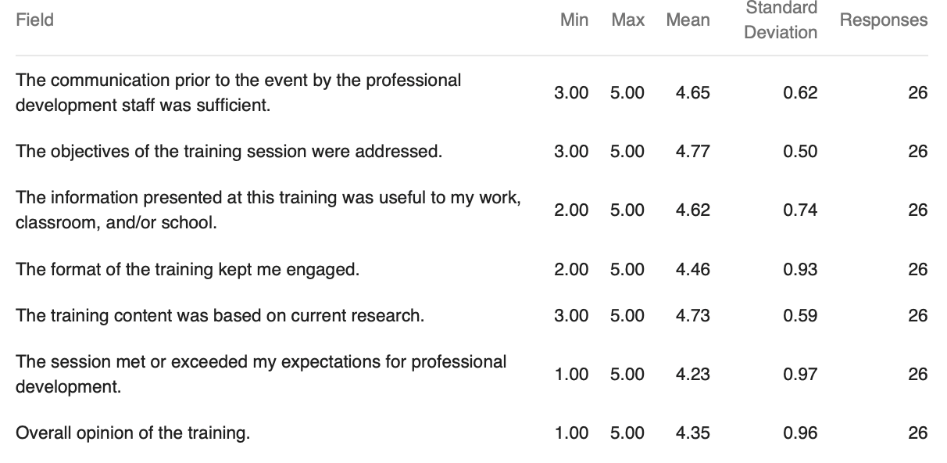 Field Min Max Mean Standard Deviation Responses
The communication prior to the event by the professional
development staff was sufficient. 3.00 5.00 4.65 0.62 26
The objectives of the training session were addressed. 3.00 5.00 4.77 0.50 26
The information presented at this training was useful to my work,
classroom, and/or school. 2.00 5.00 4.62 0.74 26
The format of the training kept me engaged. 2.00 5.00 4.46 0.93 26
The training content was based on current research. 3.00 5.00 4.73 0.59 26
The session met or exceeded my expectations for professional
development. 1.00 5.00 4.23 0.97 26
Overall opinion of the training. 1.00 5.00 4.35 0.96 26